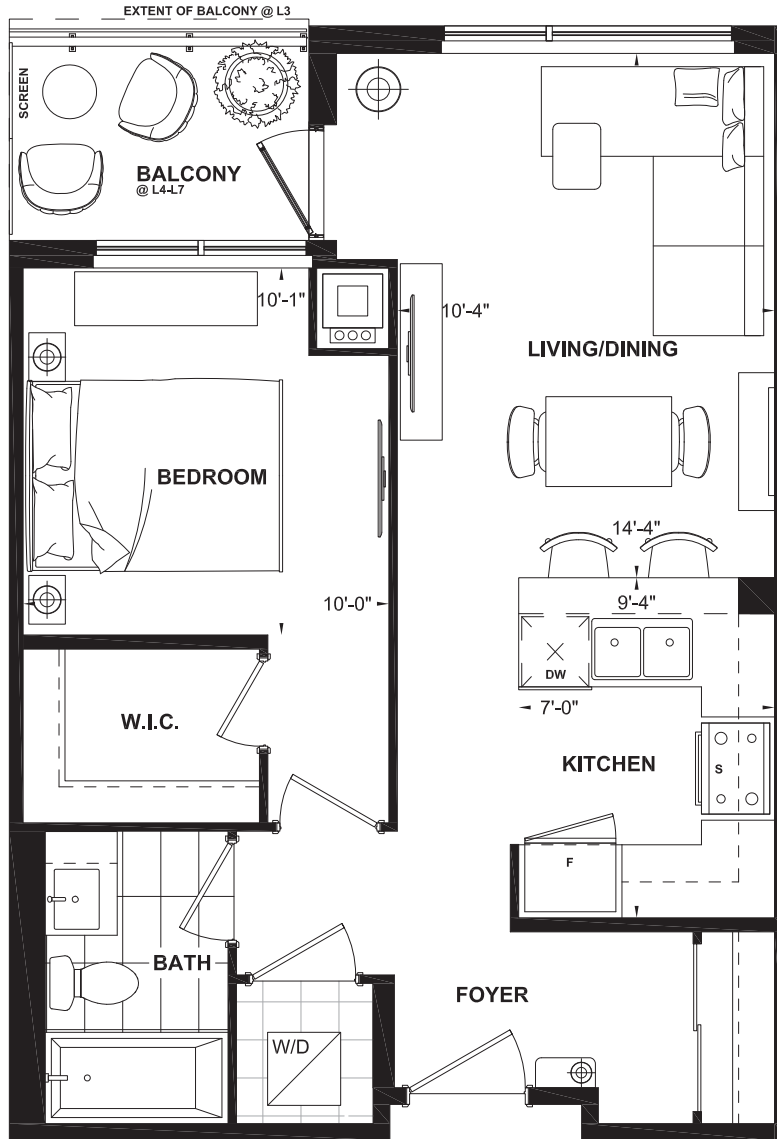 EXTENT OF BALCONY @ L3
SCREEN
BALCONY
@ L4-L7
10'-1"
10'-4"
LIVING/DINING
BEDROOM
14'-4"
10'-0"
9'-4"
DW
7'-0"
W.I.C.
KITCHEN
S
F
BATH
FOYER
W/D